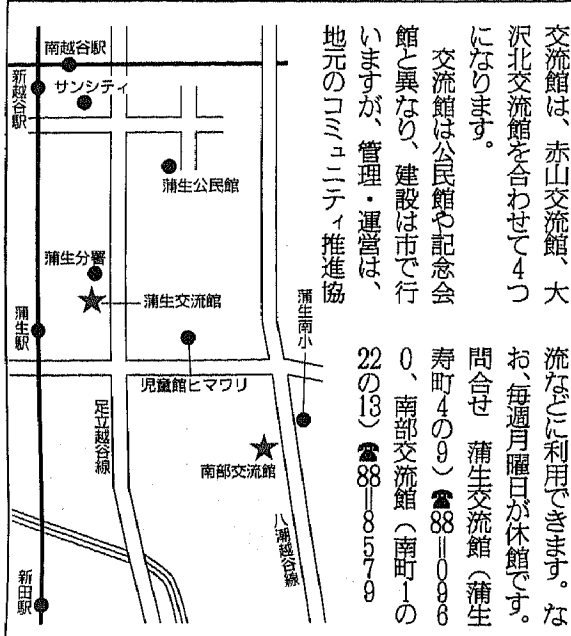 交流館は、赤山交流館、大
沢北交流館を合わせて4つ
になります。
交流館は公民館や記念会
館と異なり、建設は市で行
いますが、管理・運営は、
地元のコミュニティ推進協
流などに利用できます。な
お、毎週月曜日が休館です。
問合せ 蒲生交流館（蒲生
寿町4の9）☎88＝096
0、南部交流館（南町1の
22の13）☎88＝8579
南越谷駅
新越谷駅
サンシティ
蒲生公民館
蒲生分署
蒲生交流館
蒲生駅
蒲生南小
児童館ヒマワリ
足立越谷線
南部交流館
八潮越谷線
新田駅